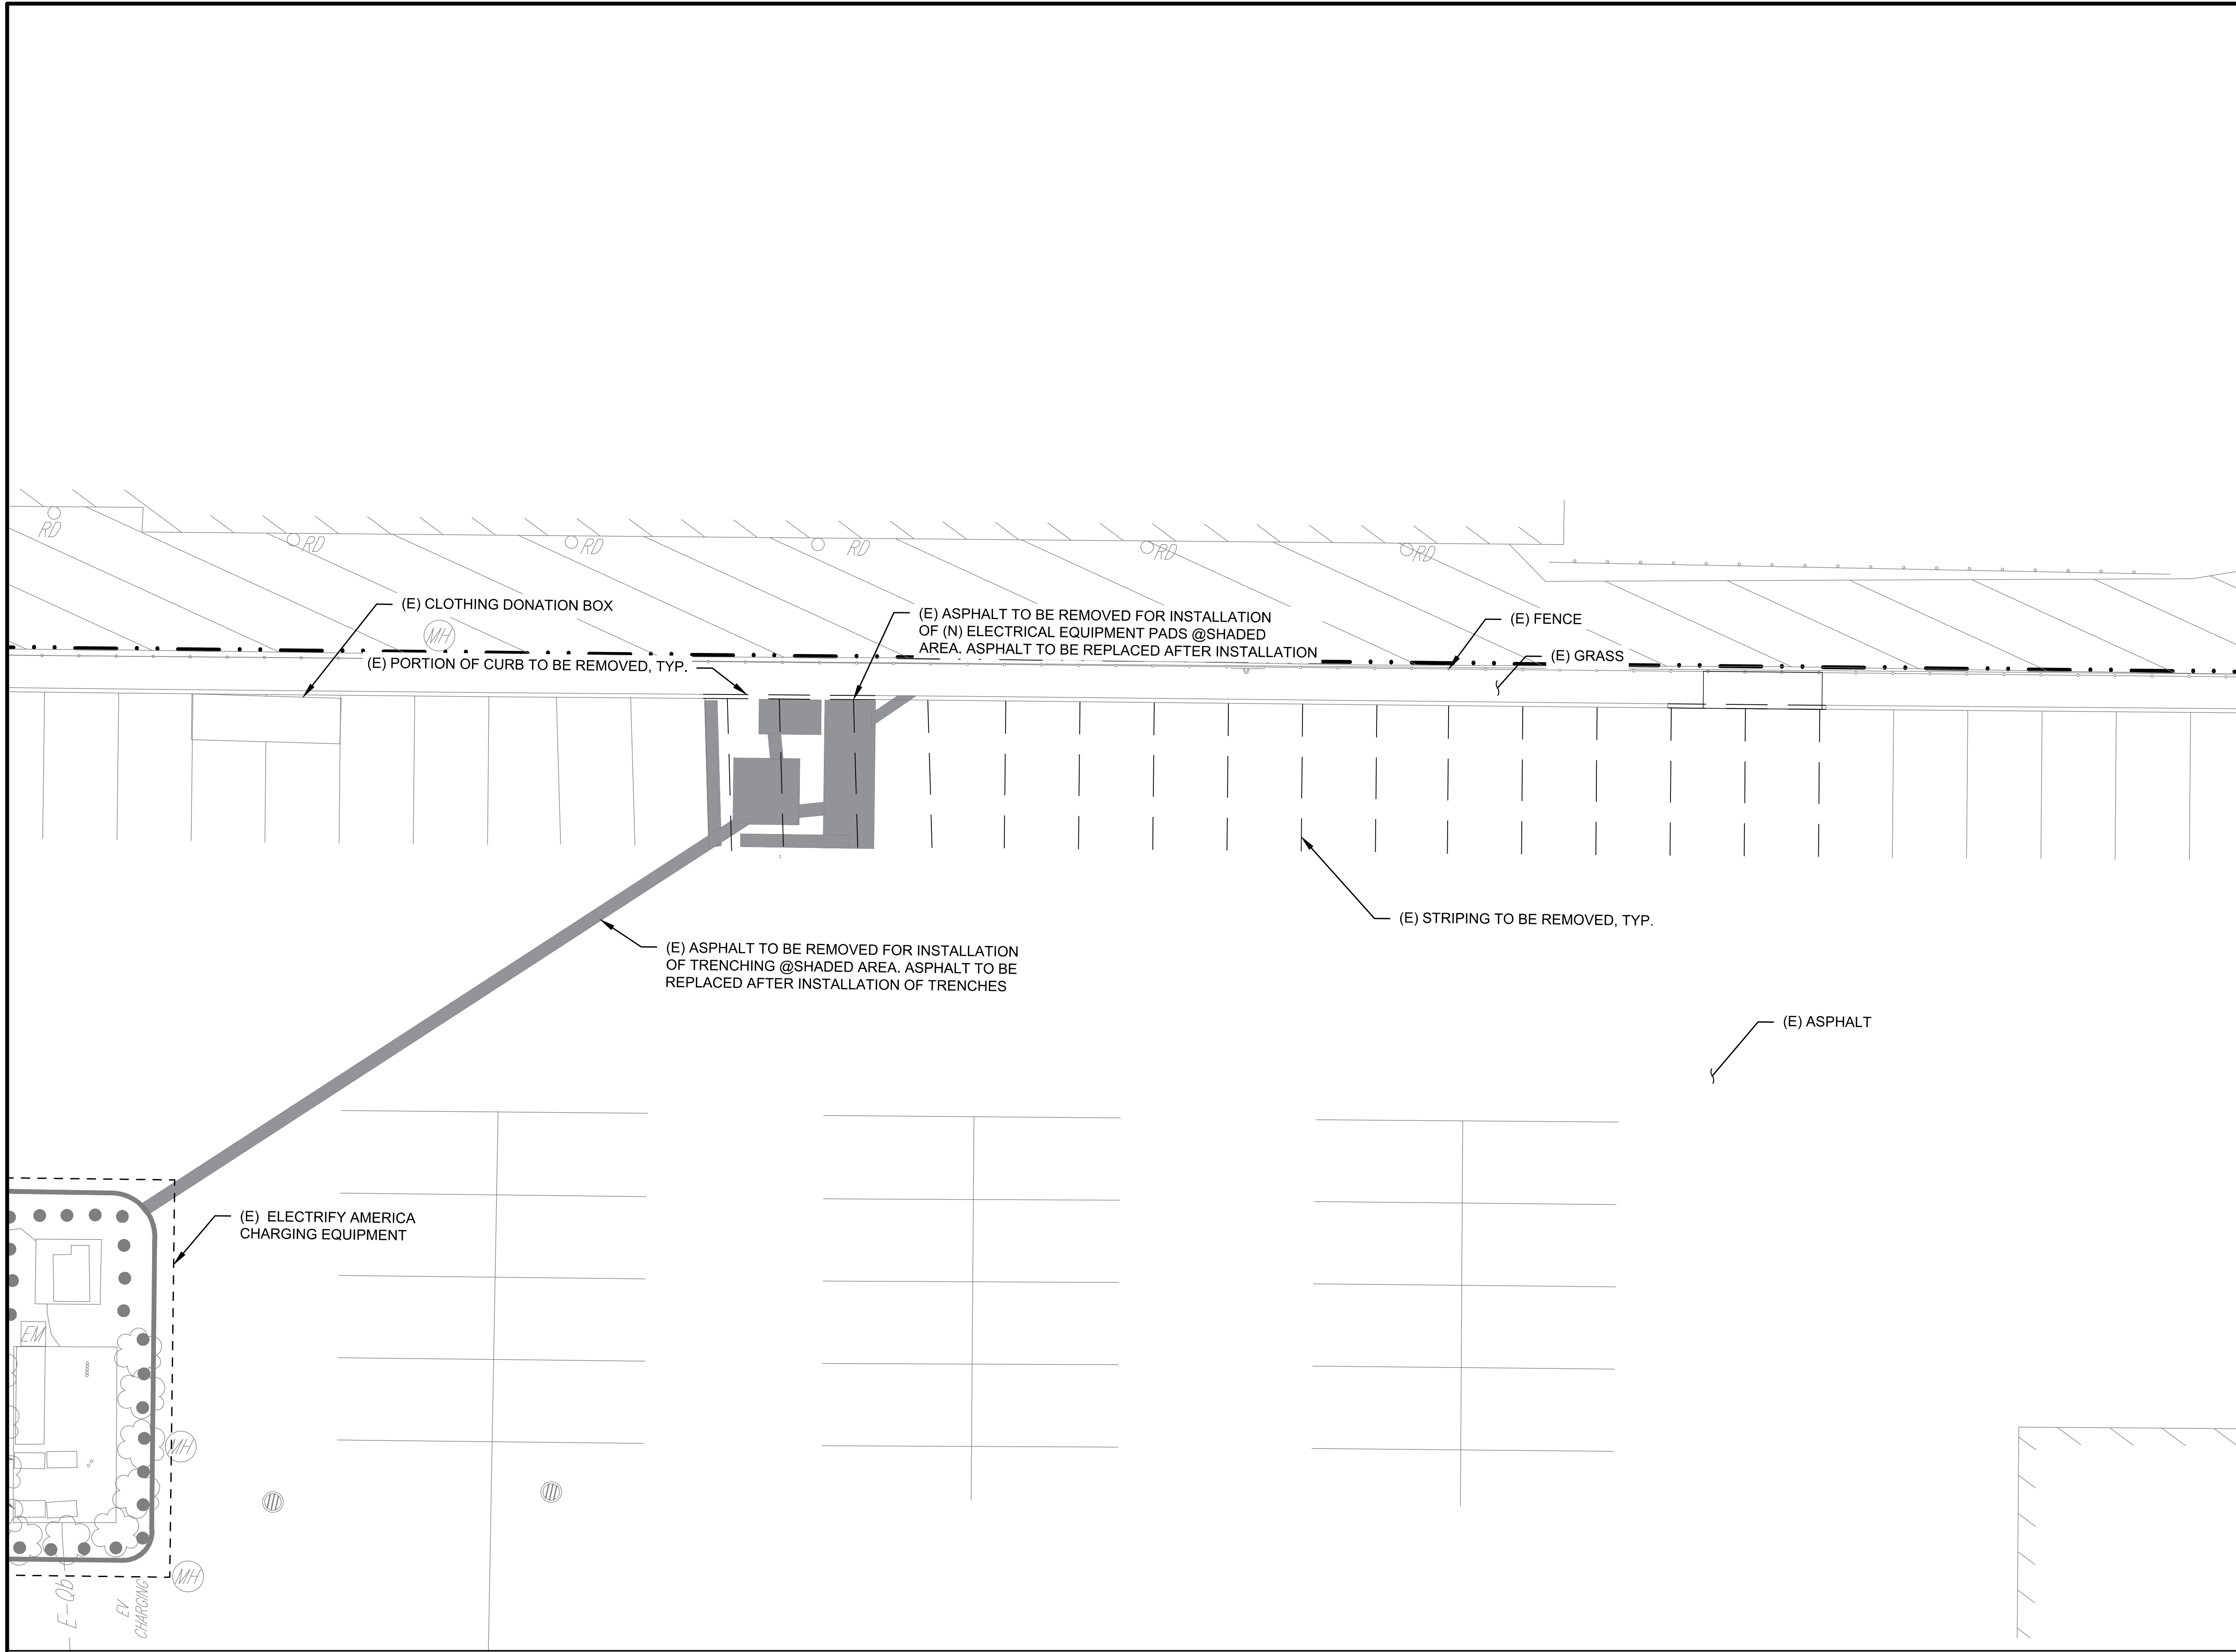 RD
RD
RD
RD
RD
RD
(E) CLOTHING DONATION BOX
MH
(E) PORTION OF CURB TO BE REMOVED, TYP.
(E) ASPHALT TO BE REMOVED FOR INSTALLATION
OF (N) ELECTRICAL EQUIPMENT PADS @SHADED
AREA. ASPHALT TO BE REPLACED AFTER INSTALLATION
(E) FENCE
(E) GRASS
(E) STRIPING TO BE REMOVED, TYP.
(E) ASPHALT TO BE REMOVED FOR INSTALLATION
OF TRENCHING @SHADED AREA. ASPHALT TO BE
REPLACED AFTER INSTALLATION OF TRENCHES
(E) ASPHALT
(E) ELECTRIFY AMERICA
CHARGING EQUIPMENT
EM
MH
MH
E-Qb
EV
CHARGING